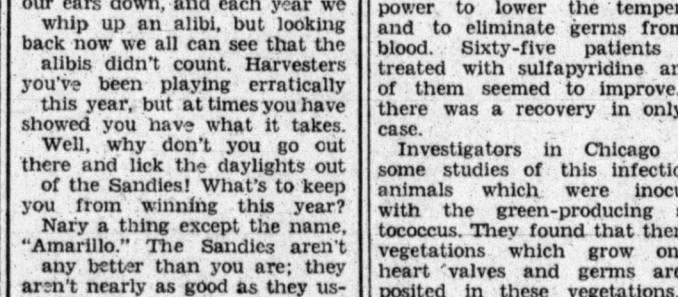 our ears down, and each year we
whip up an alibi, but looking
back now we all can see that the
alibis didn't count. Harvesters
you've been playing erratically
this year, but at times you have
showed you have what it takes.
Well, why don't you go out
there and lick the daylights out
of the Sandies! What's to keep
you from winning this year?
Nary a thing except the name,
"Amarillo." The Sandies aren't
any better than you are; they
aren't nearly as good as they us-
power to lower the temper
and to eliminate germs from
blood. Sixty-five patients
treated with sulfapyridine an
of them seemed to improve.
there was a recovery in only
case.
Investigators in Chicago
some studies of this infectio
animals which were inocu
with the green-producing s
tococcus. They found that ther
vegetations which grow on
heart valves and germs are
posited in these vegetations.